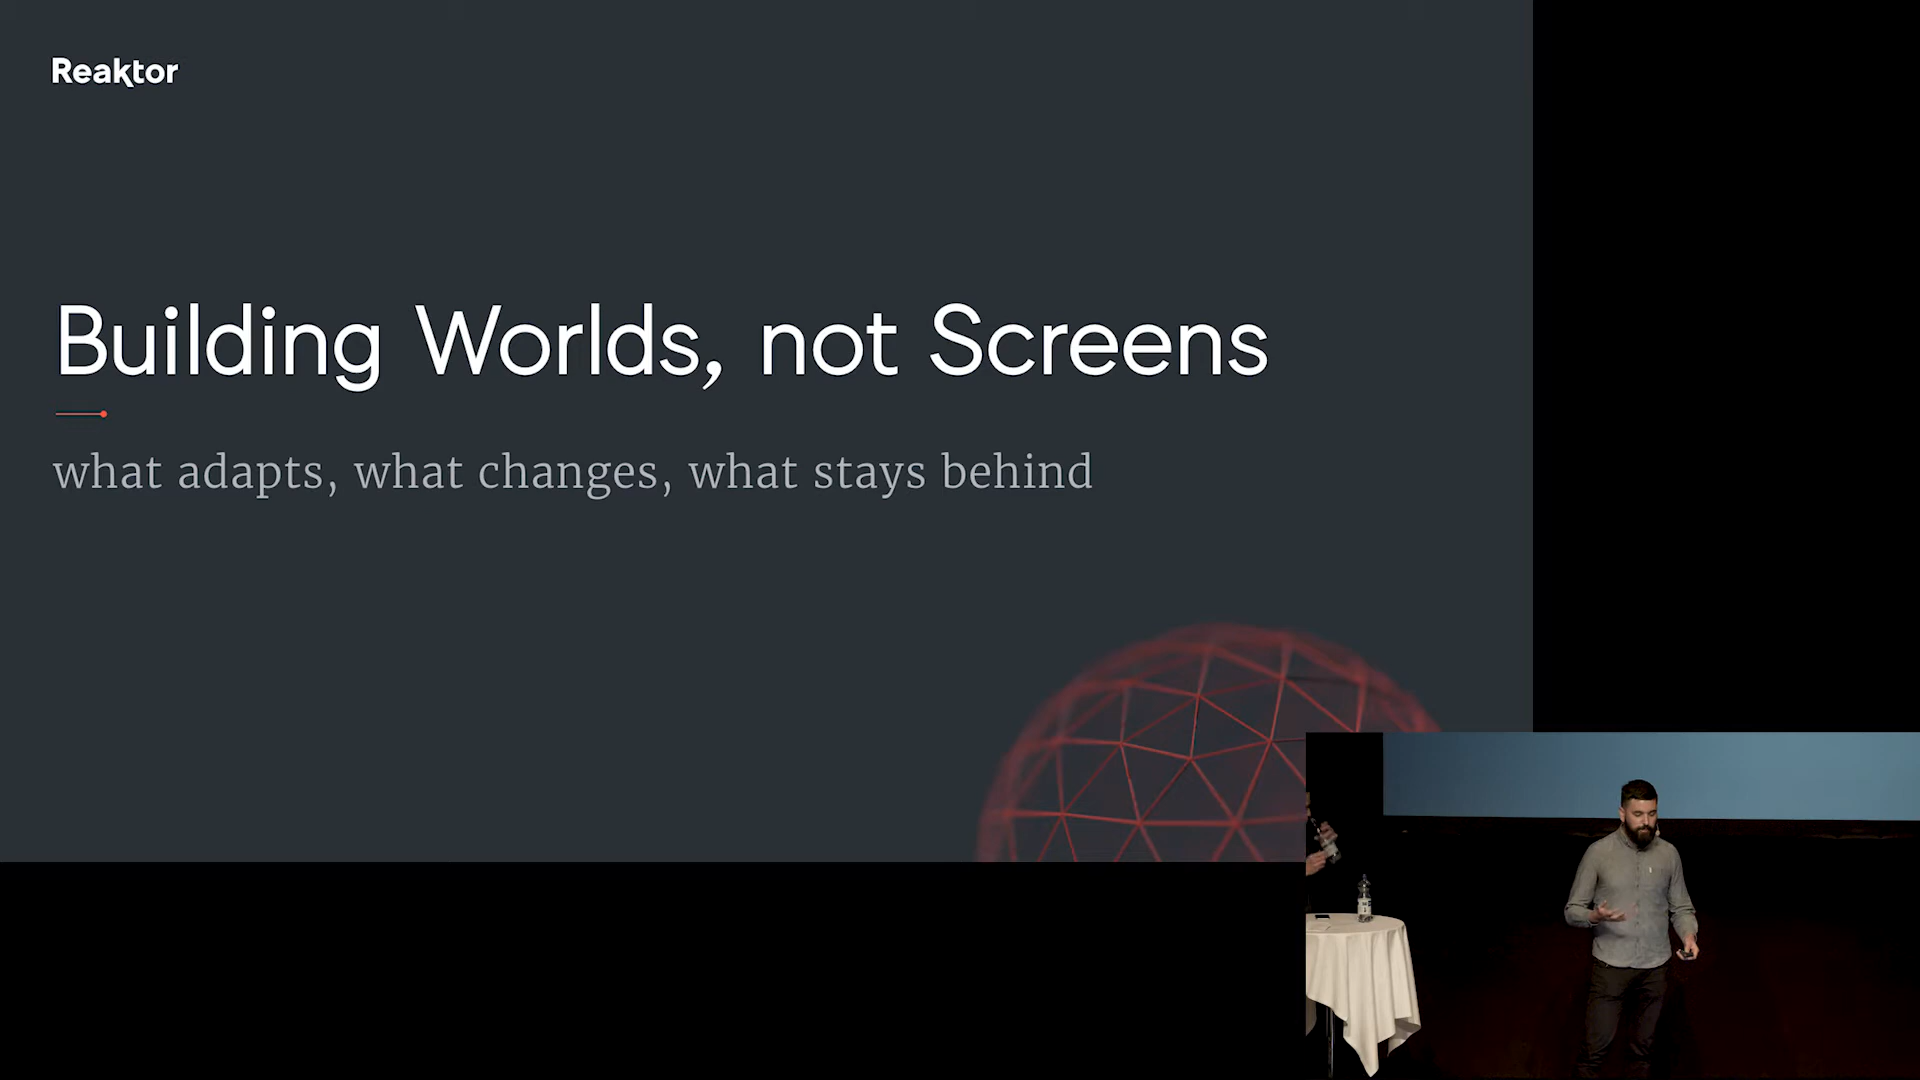 Reaktor
Building Worlds, not Screens
what adapts, what changes, what stays behind